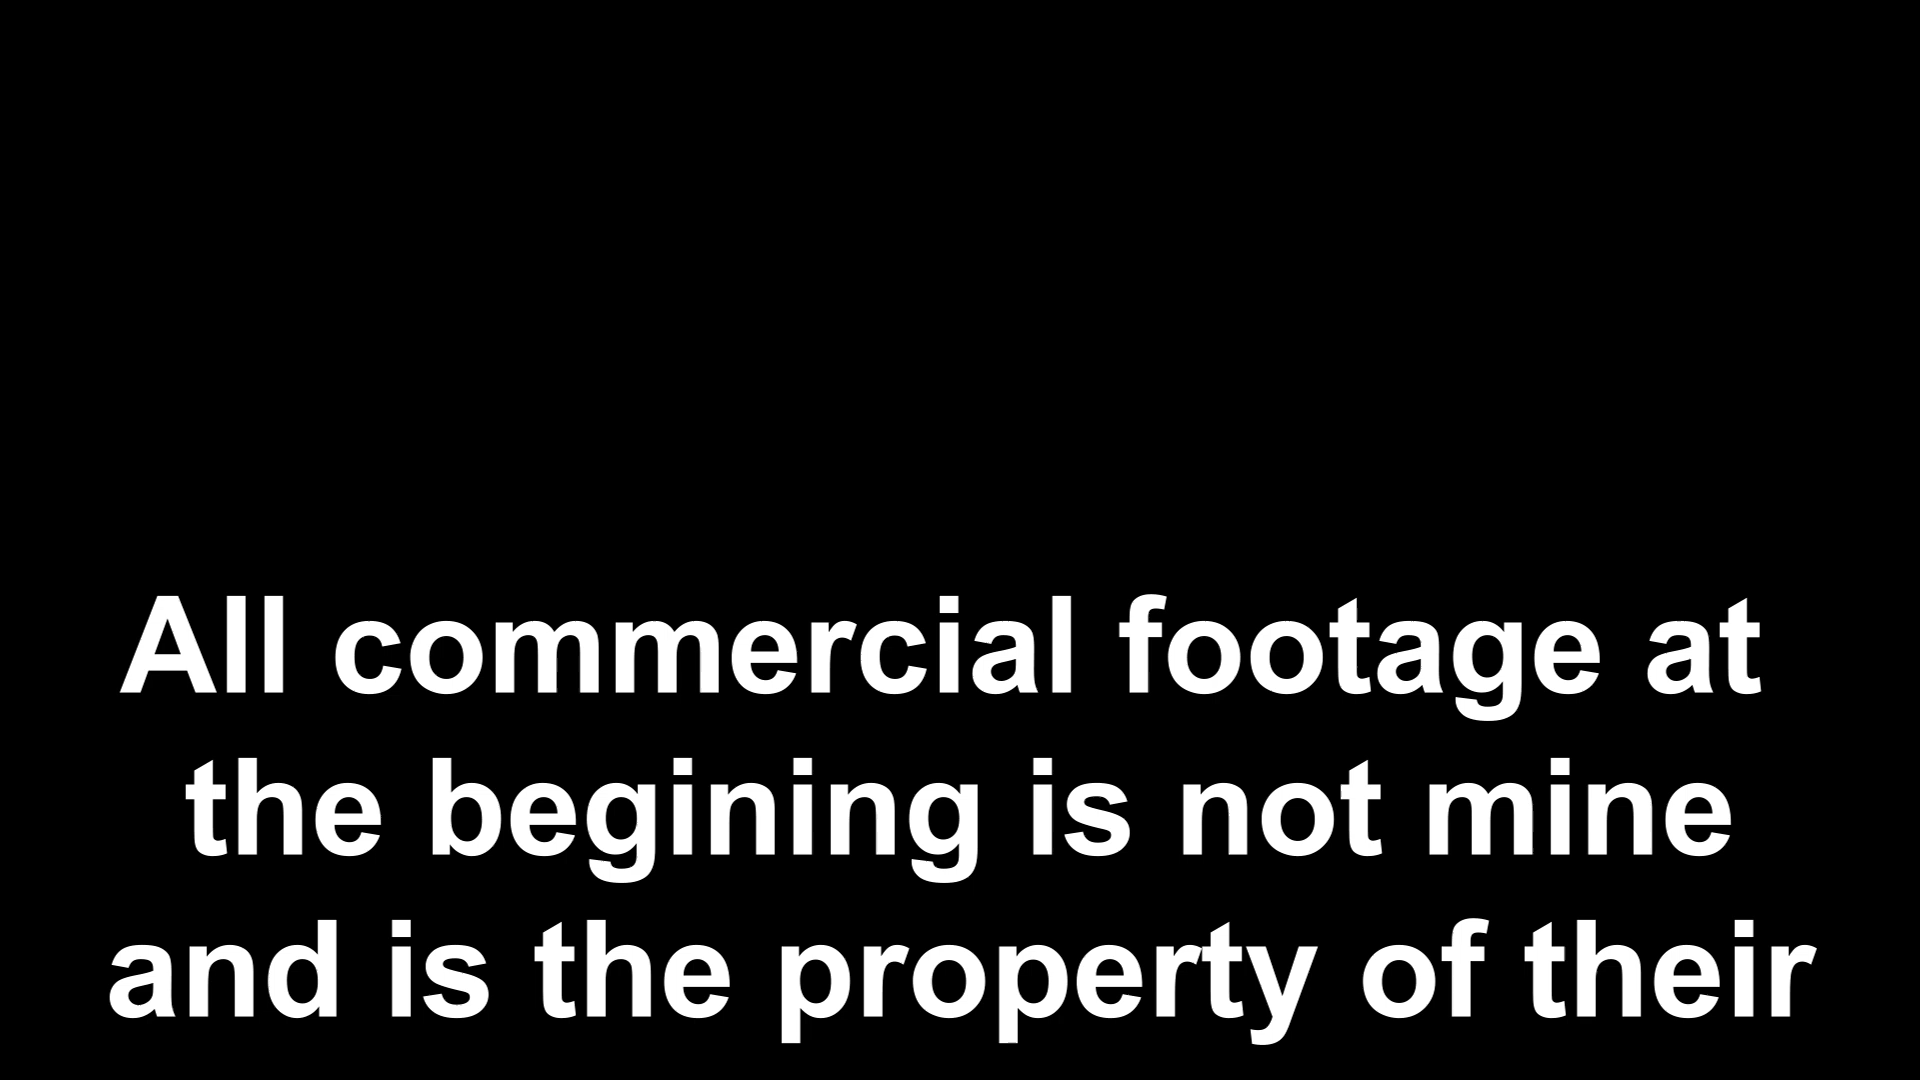 All commercial footage at
the begining is not mine
and is the property of their